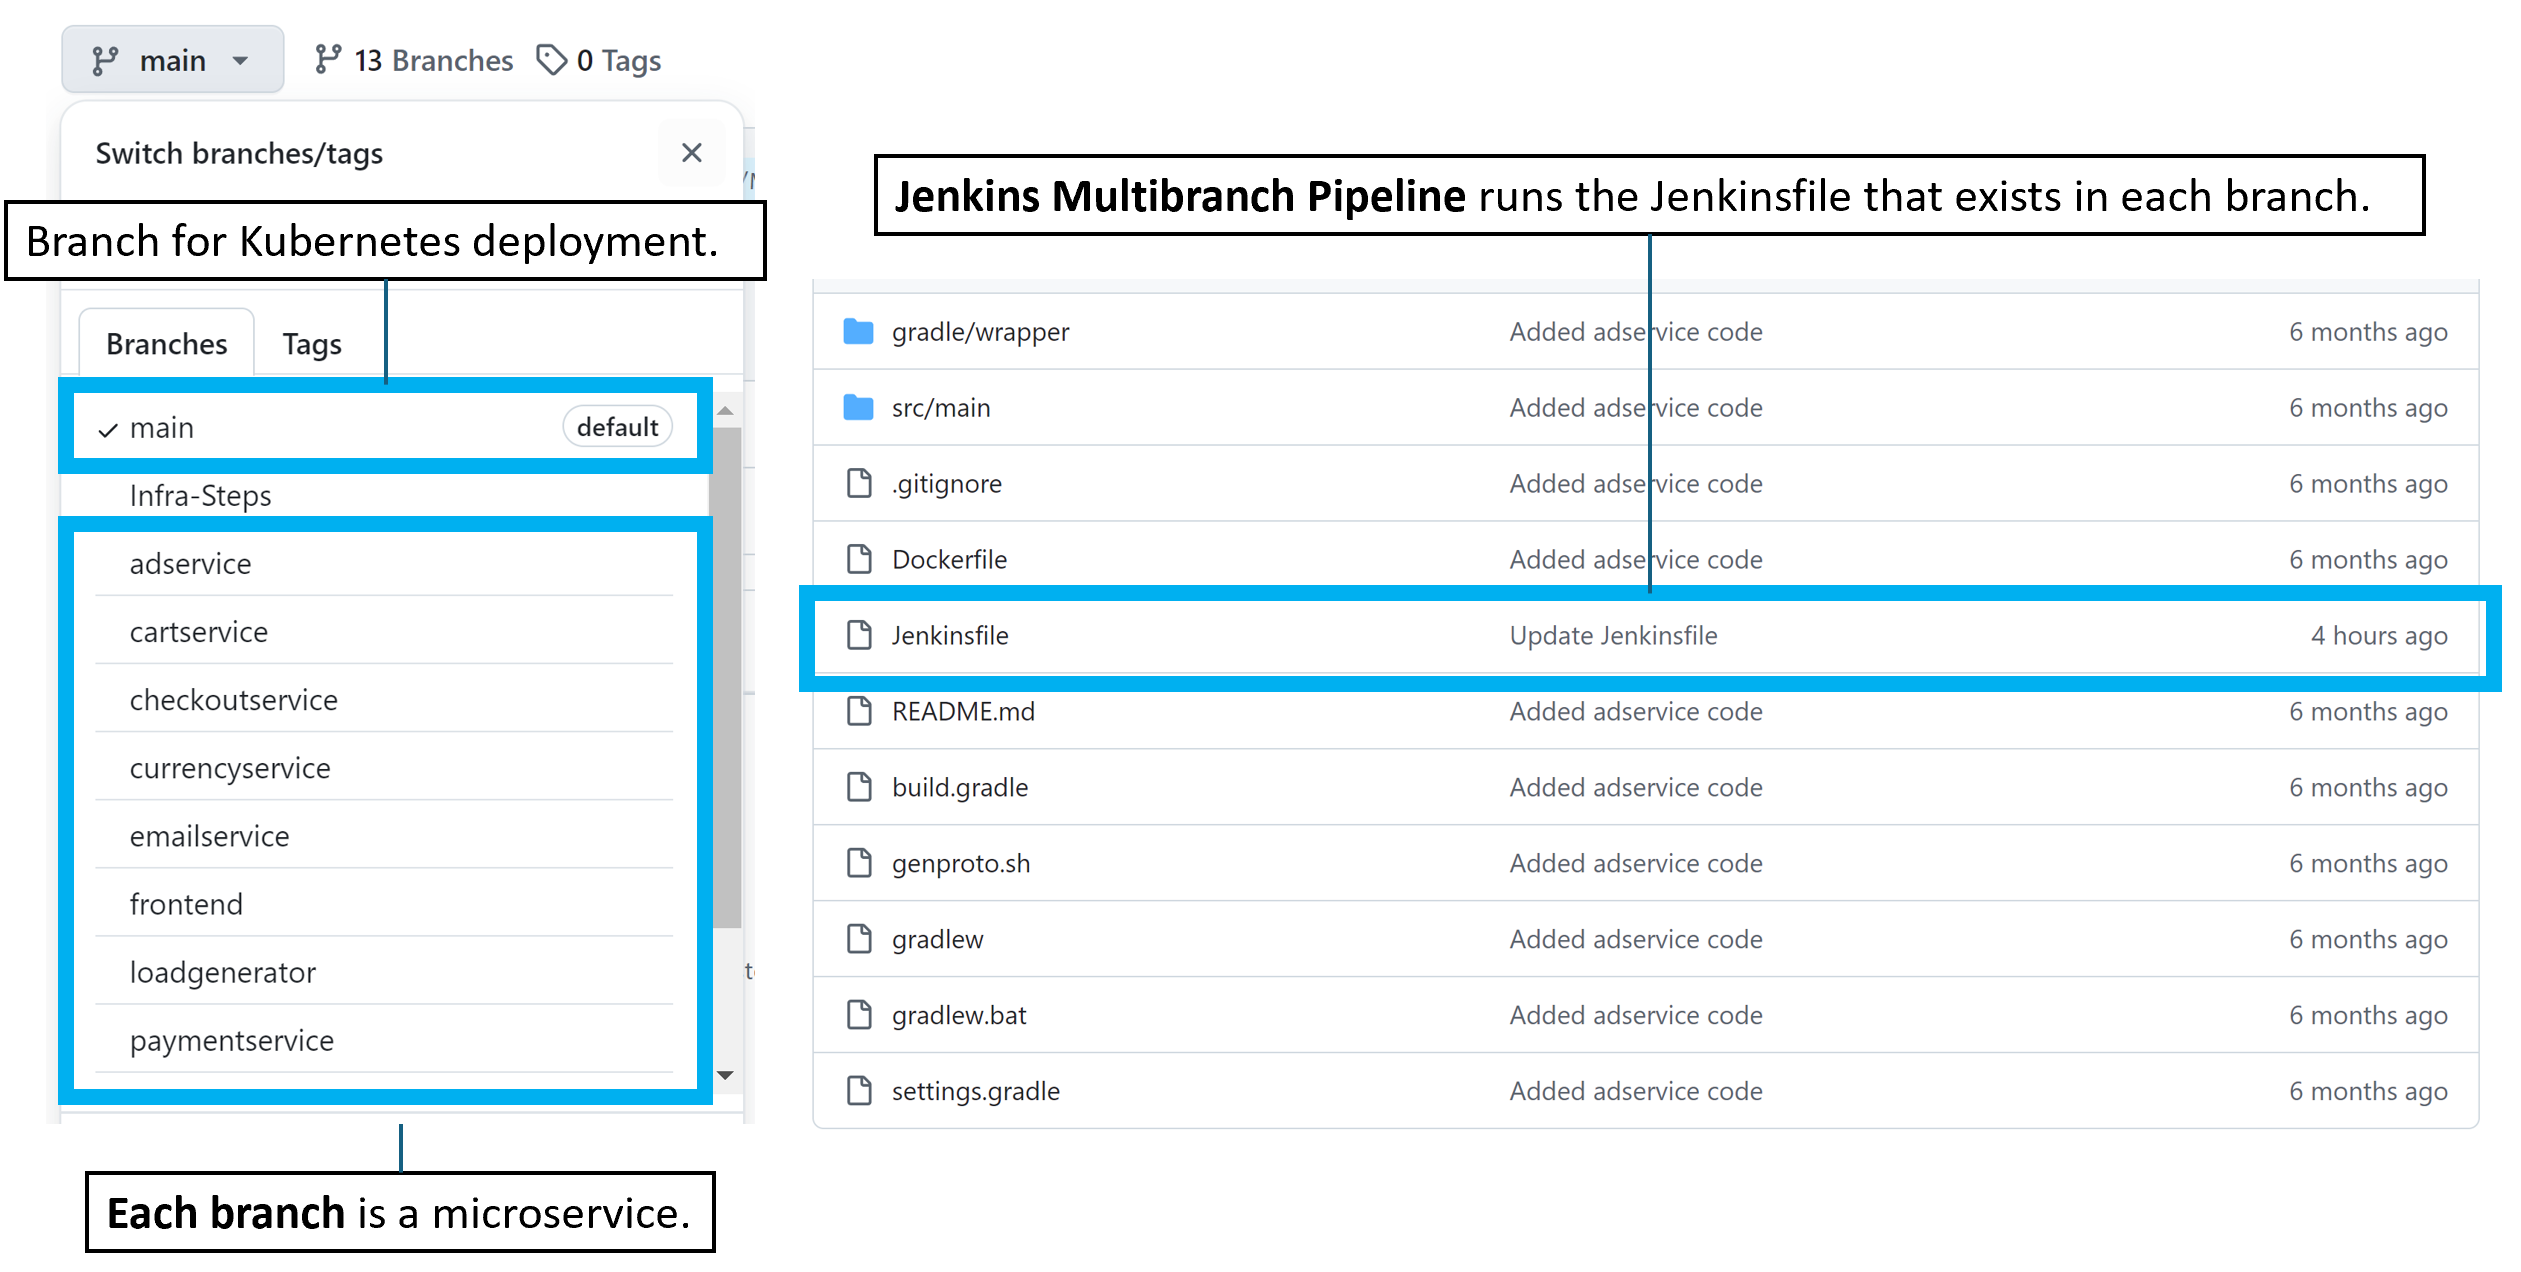 main
13 Branches
0 Tags
Switch branches/tags
Branch for Kubernetes deployment.
Branches
Tags
main default
Infra-Steps
adservice
cartservice
checkoutservice
currencyservice
emailservice
frontend
loadgenerator
paymentservice
Each branch is a microservice.
Jenkins Multibranch Pipeline runs the Jenkinsfile that exists in each branch.
gradle/wrapper Added adservice code 6 months ago
src/main Added adservice code 6 months ago
.gitignore Added adservice code 6 months ago
Dockerfile Added adservice code 6 months ago
Jenkinsfile Update Jenkinsfile 4 hours ago
README.md Added adservice code 6 months ago
build.gradle Added adservice code 6 months ago
genproto.sh Added adservice code 6 months ago
gradlew Added adservice code 6 months ago
gradlew.bat Added adservice code 6 months ago
settings.gradle Added adservice code 6 months ago